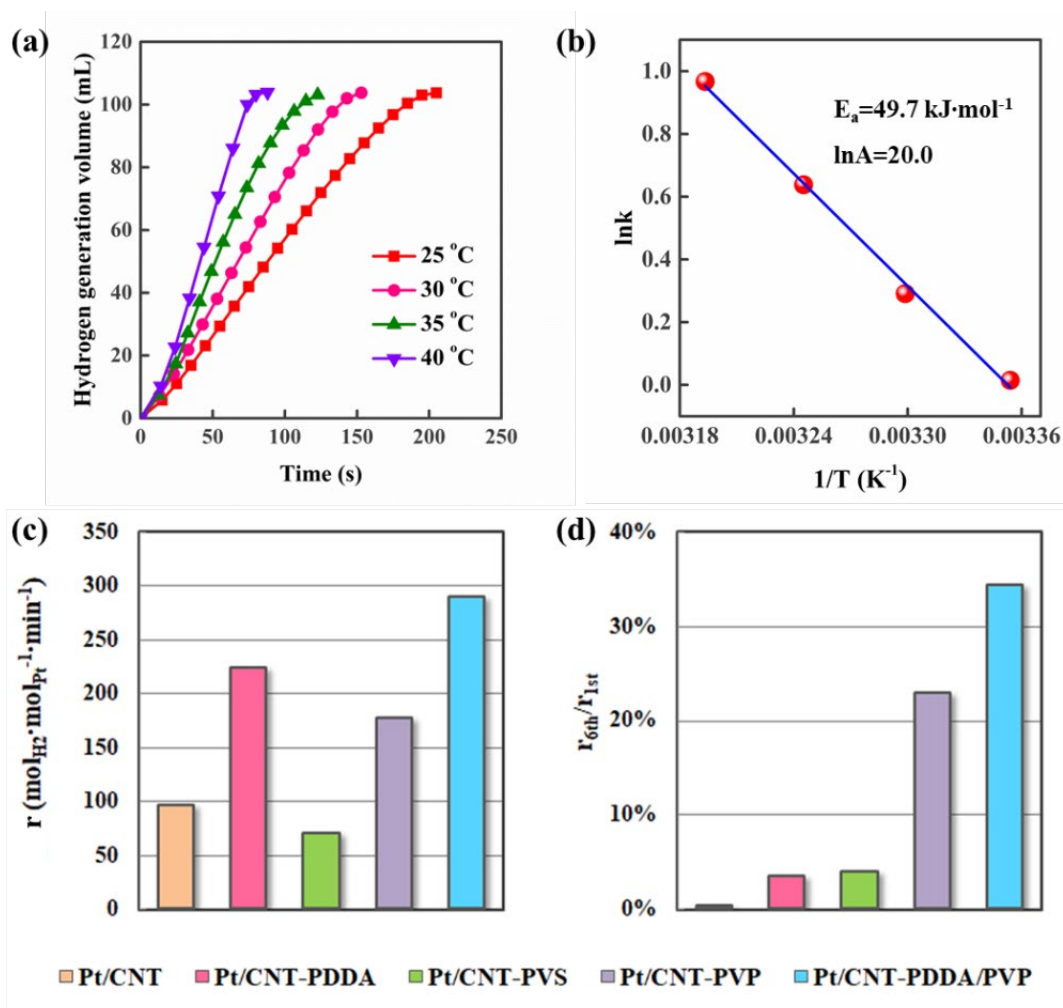 (a)
120
100
80
60
40
20
0
0
50
100
150
200
250
Hydrogen generation volume (mL)
Time (s)
25 °C
30 °C
35 °C
40 °C
(b)
1.0
0.8
0.6
0.4
0.2
0.0
0.00318
0.00324
0.00330
0.00336
lnk
1/T (K⁻¹)
Eₐ=49.7 kJ·mol⁻¹
lnA=20.0
(c)
350
300
250
200
150
100
50
0
r (mol_H2·mol_Pt⁻¹·min⁻¹)
(d)
40%
30%
20%
10%
0%
r_6th/r_1st
Pt/CNT
Pt/CNT-PDDA
Pt/CNT-PVS
Pt/CNT-PVP
Pt/CNT-PDDA/PVP